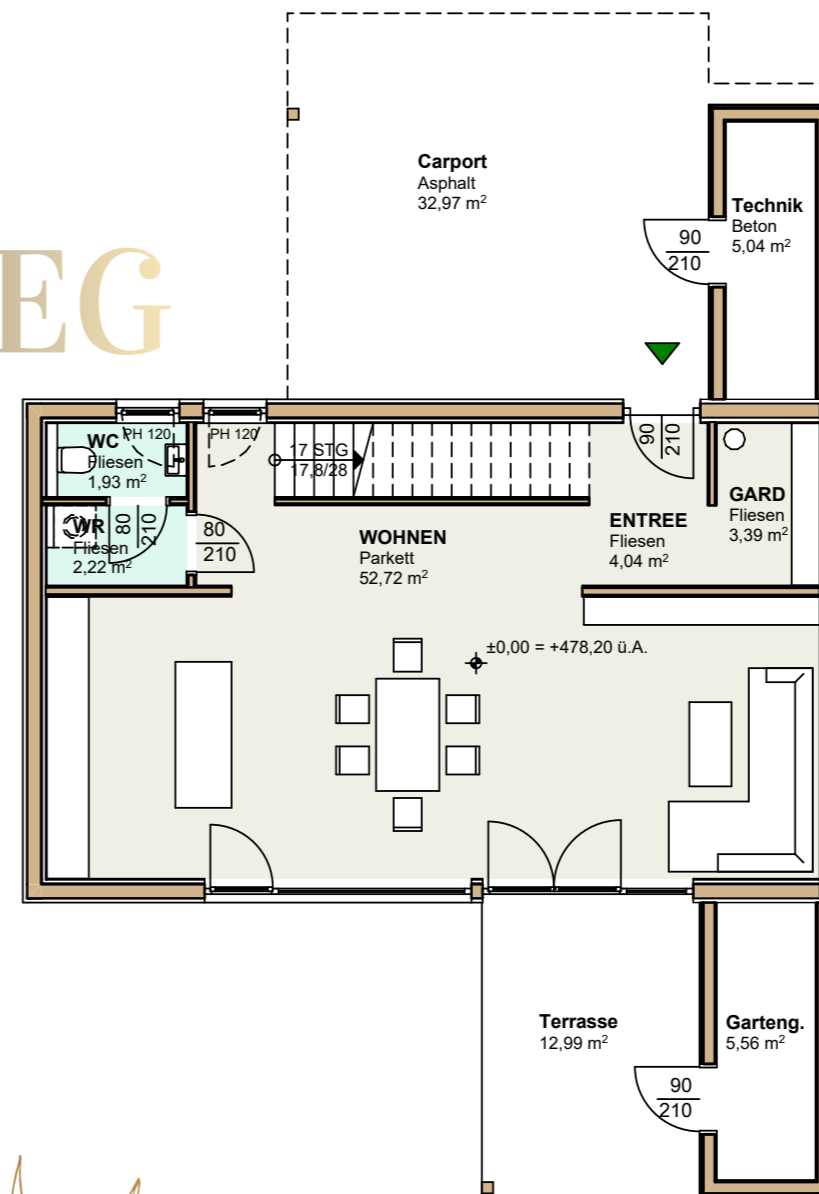 Carport
Asphalt
32,97 m²
Technik
Beton
5,04 m²
90
210
EG
PH 120
PH 120
WC
Fliesen
1,93 m²
17 STG
17,8/28
90
210
GARD
Fliesen
3,39 m²
ENTREE
Fliesen
4,04 m²
WR
Fliesen
2,22 m²
80
210
80
210
WOHNEN
Parkett
52,72 m²
±0,00 = +478,20 ü.A.
Terrasse
12,99 m²
Garteng.
5,56 m²
90
210